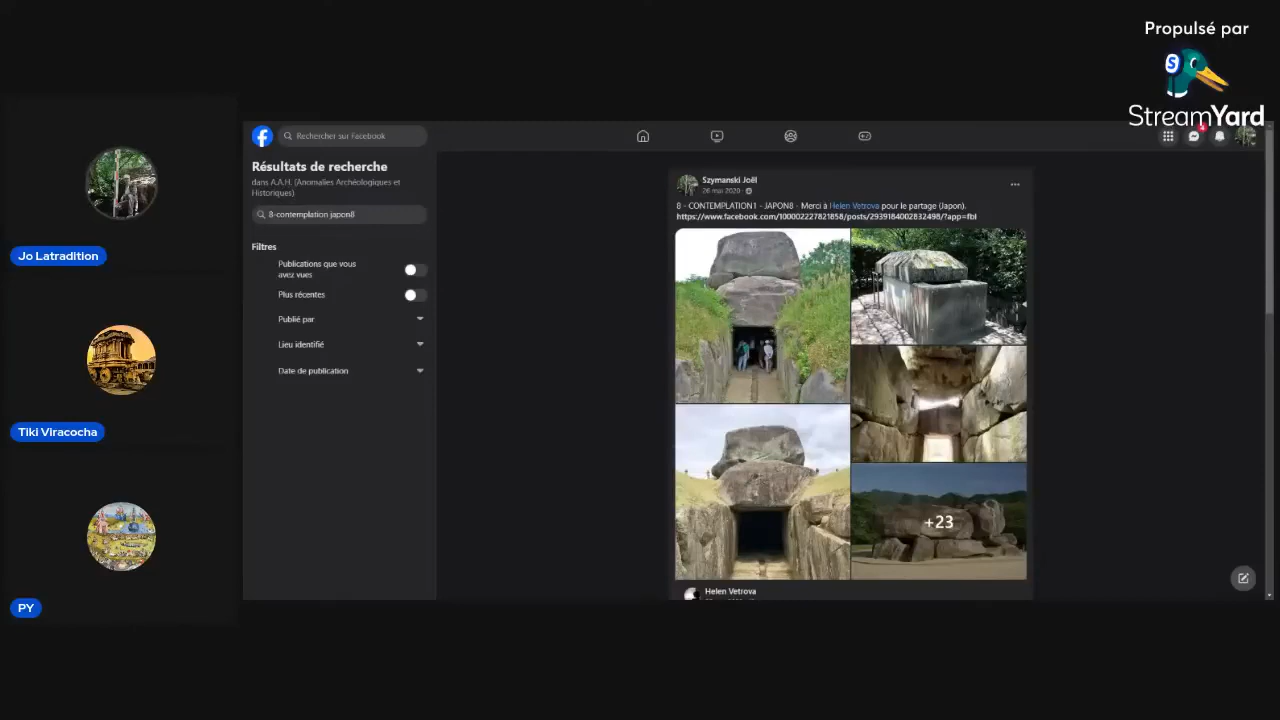 Propulsé par
StreamYard
Jo Latradition
Tiki Viracocha
PY
Rechercher sur Facebook
4
Résultats de recherche
dans A.A.H. (Anomalies Archéologiques et
Historiques)
8-contemplation japon8
Filtres
Publications que vous
avez vues
Plus récentes
Publié par
Lieu identifié
Date de publication
Szymanski Joël
26 mai 2020
8 - CONTEMPLATION1 - JAPON8 - Merci à Helen Vetrova pour le partage (Japon).
https://www.facebook.com/100002227821858/posts/2939184002832498/?app=fbl
+23
Helen Vetrova